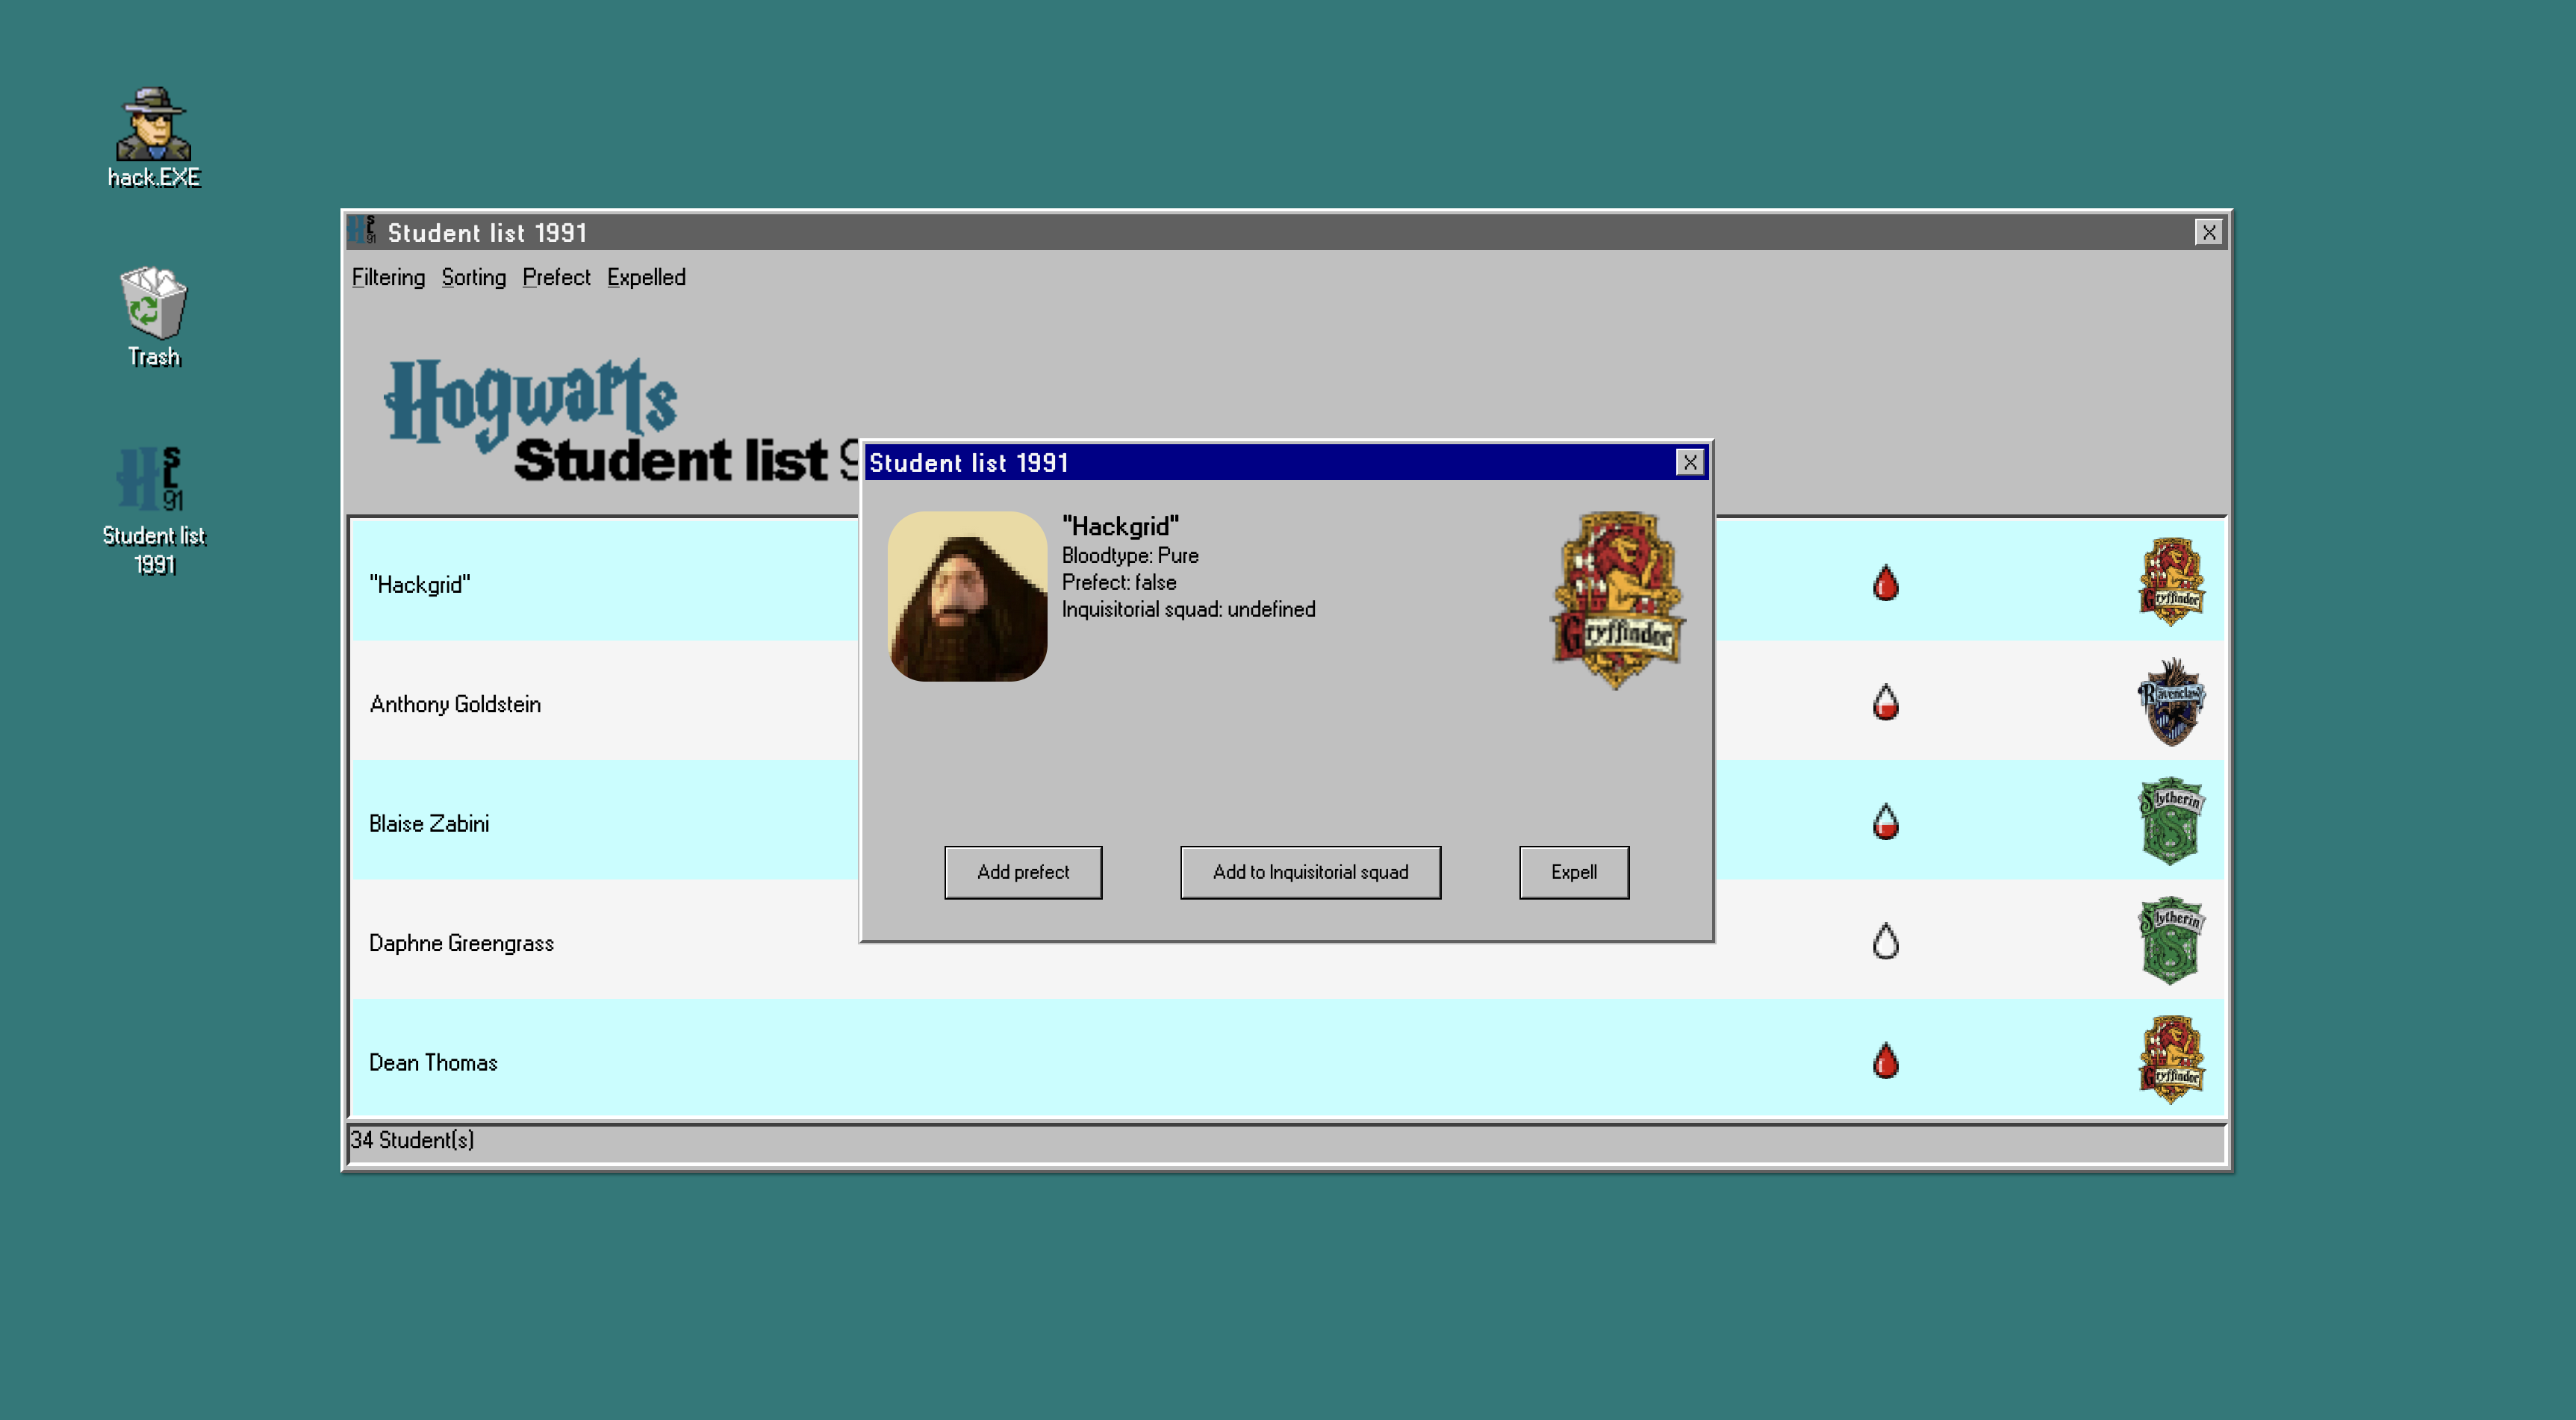 hack.EXE
Trash
Student list
1991
H S
L
91
Student list 1991
Filtering Sorting Prefect Expelled
Hogwarts
Student list
Student list 1991
"Hackgrid"
Bloodtype: Pure
Prefect: false
Inquisitorial squad: undefined
Gryffindor
Add prefect
Add to Inquisitorial squad
Expell
"Hackgrid"
Gryffindor
Anthony Goldstein
Ravenclaw
Blaise Zabini
Slytherin
Daphne Greengrass
Slytherin
Dean Thomas
Gryffindor
34 Student(s)